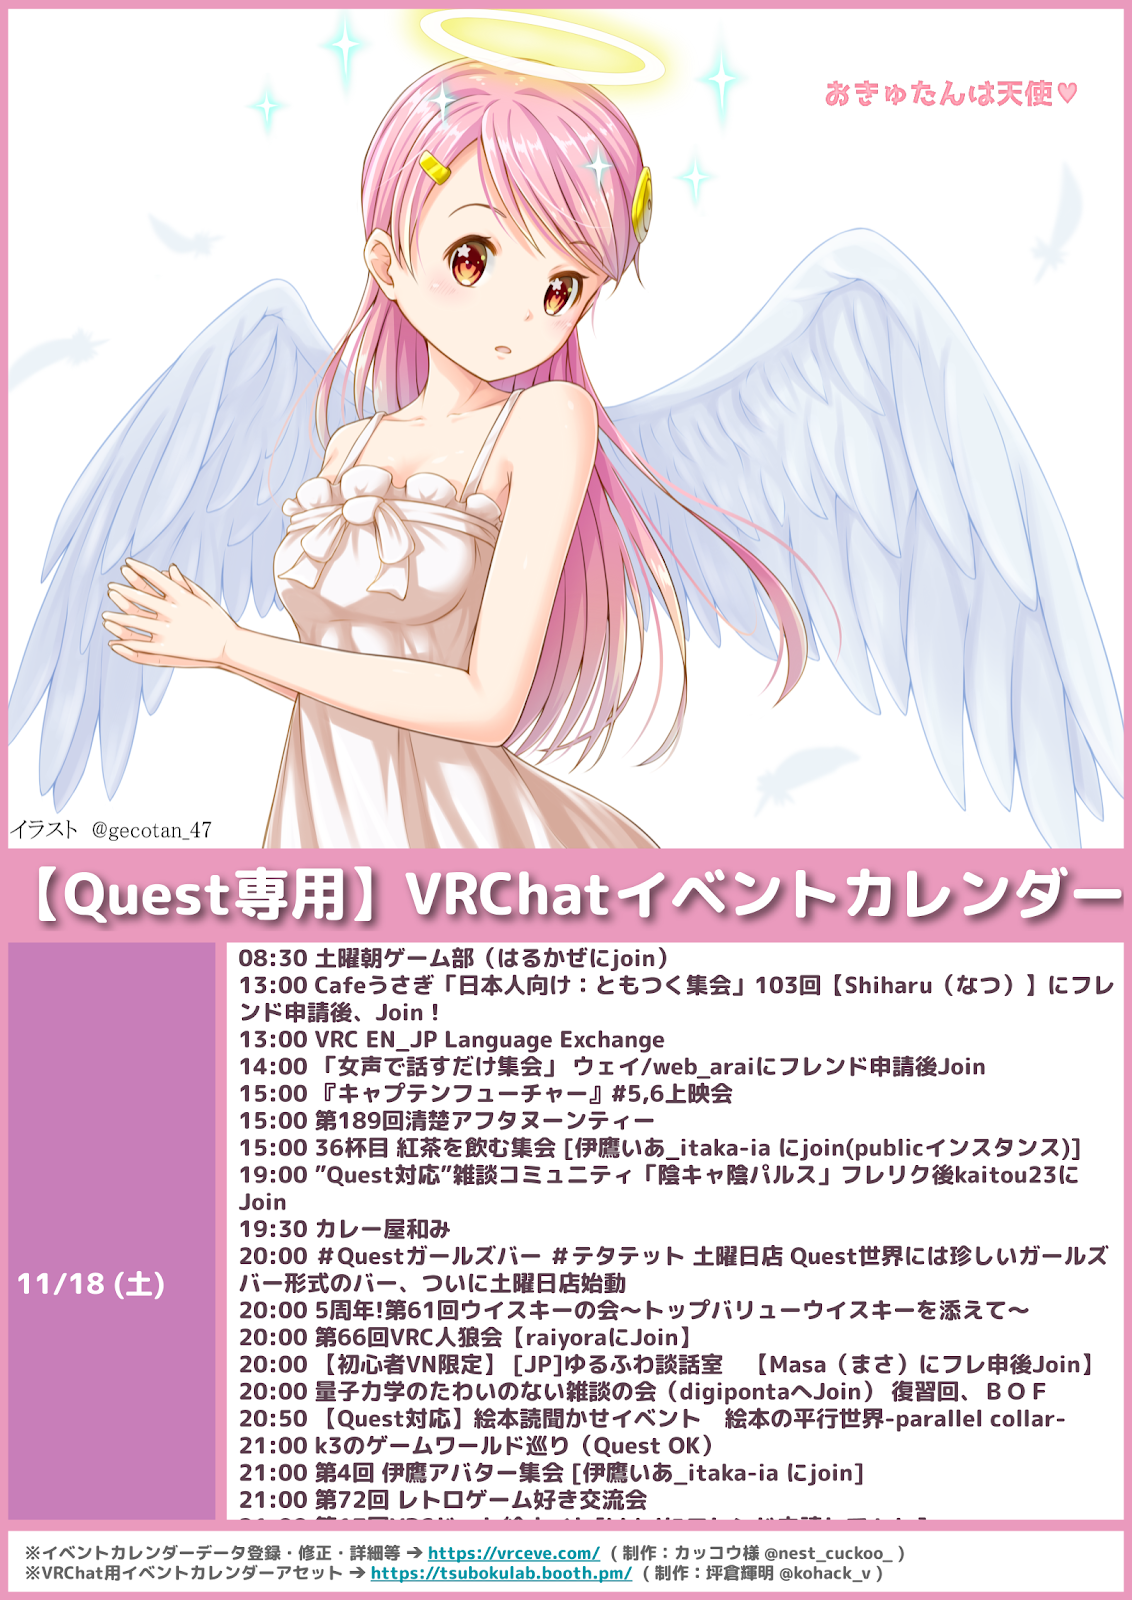 おきゅたんは天使♥
イラスト @gecotan_47
【Quest専用】VRChatイベントカレンダー
11/18 (土)
08:30 土曜朝ゲーム部（はるかぜにjoin）
13:00 Cafeうさぎ「日本人向け：ともつく集会」103回【Shiharu（なつ）】にフレ
ンド申請後、Join！
13:00 VRC EN_JP Language Exchange
14:00 「女声で話すだけ集会」 ウェイ/web_araiにフレンド申請後Join
15:00 『キャプテンフューチャー』#5,6上映会
15:00 第189回清楚アフタヌーンティー
15:00 36杯目 紅茶を飲む集会 [伊鷹いあ_itaka-ia にjoin(publicインスタンス)]
19:00 ”Quest対応”雑談コミュニティ「陰キャ陰パルス」フレリク後kaitou23に
Join
19:30 カレー屋和み
20:00 ＃Questガールズバー ＃テタテット 土曜日店 Quest世界には珍しいガールズ
バー形式のバー、ついに土曜日店始動
20:00 5周年!第61回ウイスキーの会～トップバリューウイスキーを添えて～
20:00 第66回VRC人狼会【raiyoraにJoin】
20:00 【初心者VN限定】 [JP]ゆるふわ談話室　【Masa（まさ）にフレ申後Join】
20:00 量子力学のたわいのない雑談の会（digipontaへJoin） 復習回、ＢＯＦ
20:50 【Quest対応】絵本読聞かせイベント　絵本の平行世界-parallel collar-
21:00 k3のゲームワールド巡り（Quest OK）
21:00 第4回 伊鷹アバター集会 [伊鷹いあ_itaka-ia にjoin]
21:00 第72回 レトロゲーム好き交流会
※イベントカレンダーデータ登録・修正・詳細等 ➔ https://vrceve.com/ ( 制作：カッコウ様 @nest_cuckoo_ )
※VRChat用イベントカレンダーアセット ➔ https://tsubokulab.booth.pm/ ( 制作：坪倉輝明 @kohack_v )